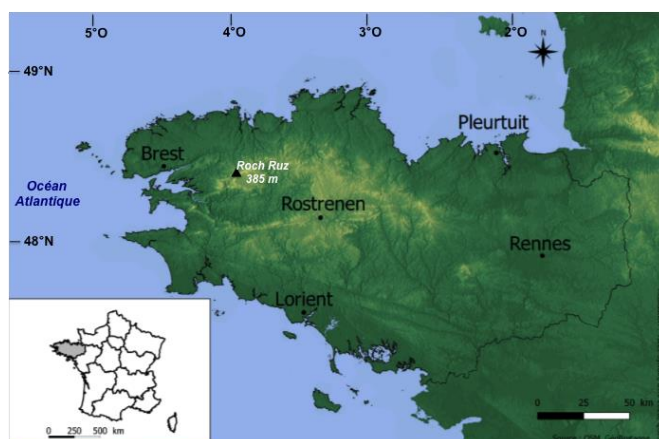 5°O
4°O
3°O
2°O
N
49°N
Pleurtuit
Brest
Roch Ruz
385 m
Océan
Atlantique
Rostrenen
48°N
Rennes
Lorient
0 25 50 km
0 250 500 km